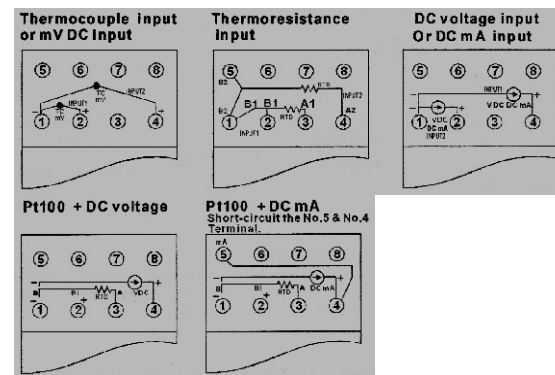 Thermocouple input
or mV DC Input
5 6 7 8
TC
mV
INPUT2
INPUT1
TC
mV
- +
1 2 3 4
Thermoresistance
input
5 6 7 8
B2
RTD
INPUT2
B2 B1 B1 A1 A2
RTD
1 2 3 4
INPUT1
DC voltage input
Or DC mA input
5 6 7 8
INPUT1
- +
VDC DC mA
- +
1 2 3 4
VDC
DC mA
INPUT2
Pt100 + DC voltage
5 6 7 8
- +
B B1 RTD A VDC
- +
1 2 3 4
Pt100 + DC mA
Short-circuit the No.5 & No.4
Terminal.
mA
5 6 7 8
- +
B B1 RTD A DC mA
- +
1 2 3 4